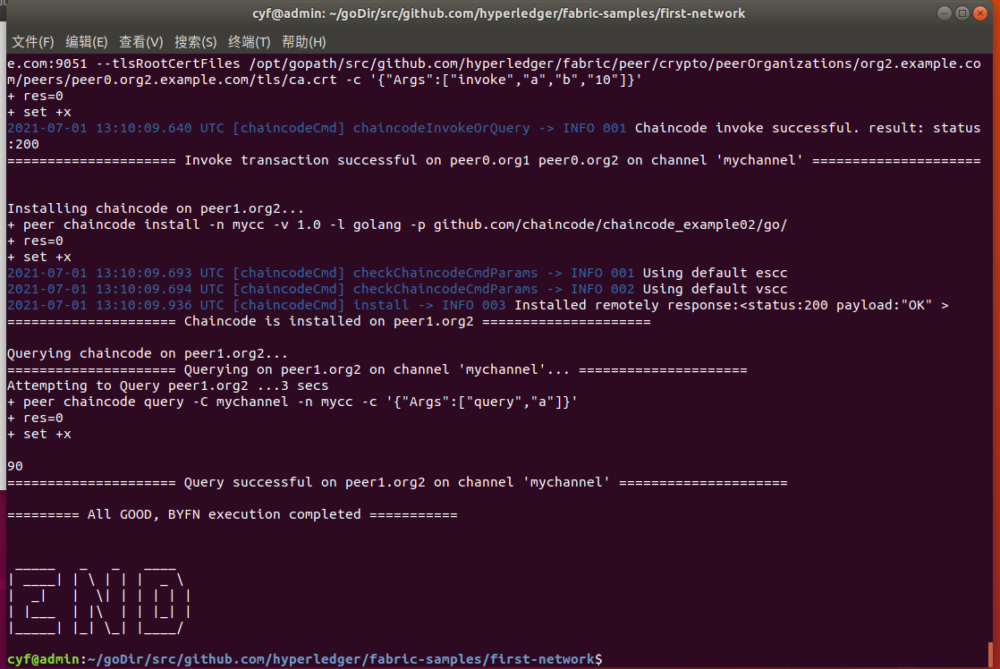 cyf@admin: ~/goDir/src/github.com/hyperledger/fabric-samples/first-network
文件(F) 编辑(E) 查看(V) 搜索(S) 终端(T) 帮助(H)
e.com:9051 --tlsRootCertFiles /opt/gopath/src/github.com/hyperledger/fabric/peer/crypto/peerOrganizations/org2.example.co
m/peers/peer0.org2.example.com/tls/ca.crt -c '{"Args":["invoke","a","b","10"]}'
+ res=0
+ set +x
2021-07-01 13:10:09.640 UTC [chaincodeCmd] chaincodeInvokeOrQuery -> INFO 001 Chaincode invoke successful. result: status
:200
===================== Invoke transaction successful on peer0.org1 peer0.org2 on channel 'mychannel' =====================
Installing chaincode on peer1.org2...
+ peer chaincode install -n mycc -v 1.0 -l golang -p github.com/chaincode/chaincode_example02/go/
+ res=0
+ set +x
2021-07-01 13:10:09.693 UTC [chaincodeCmd] checkChaincodeCmdParams -> INFO 001 Using default escc
2021-07-01 13:10:09.694 UTC [chaincodeCmd] checkChaincodeCmdParams -> INFO 002 Using default vscc
2021-07-01 13:10:09.936 UTC [chaincodeCmd] install -> INFO 003 Installed remotely response:<status:200 payload:"OK" >
===================== Chaincode is installed on peer1.org2 =====================
Querying chaincode on peer1.org2...
===================== Querying on peer1.org2 on channel 'mychannel'... =====================
Attempting to Query peer1.org2 ...3 secs
+ peer chaincode query -C mychannel -n mycc -c '{"Args":["query","a"]}'
+ res=0
+ set +x
90
===================== Query successful on peer1.org2 on channel 'mychannel' =====================
========= All GOOD, BYFN execution completed ===========
END
cyf@admin:~/goDir/src/github.com/hyperledger/fabric-samples/first-network$